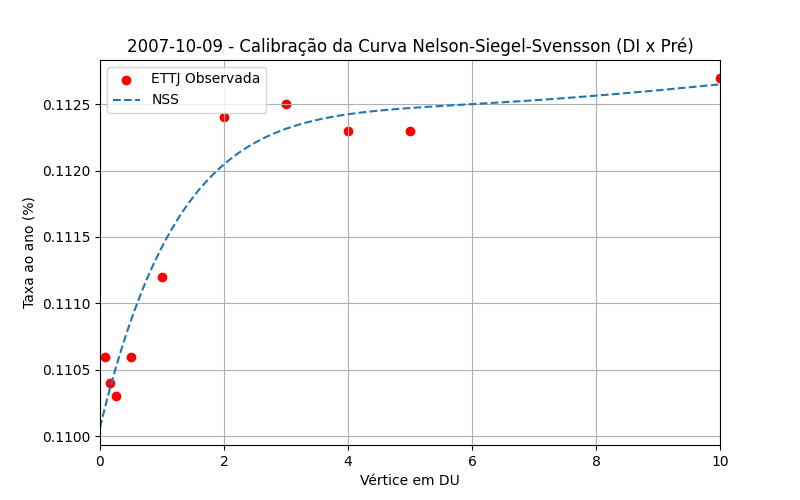 2007-10-09 - Calibração da Curva Nelson-Siegel-Svensson (DI x Pré)
ETTJ Observada
NSS
0.1125
0.1120
0.1115
0.1110
0.1105
0.1100
Taxa ao ano (%)
0 2 4 6 8 10
Vértice em DU